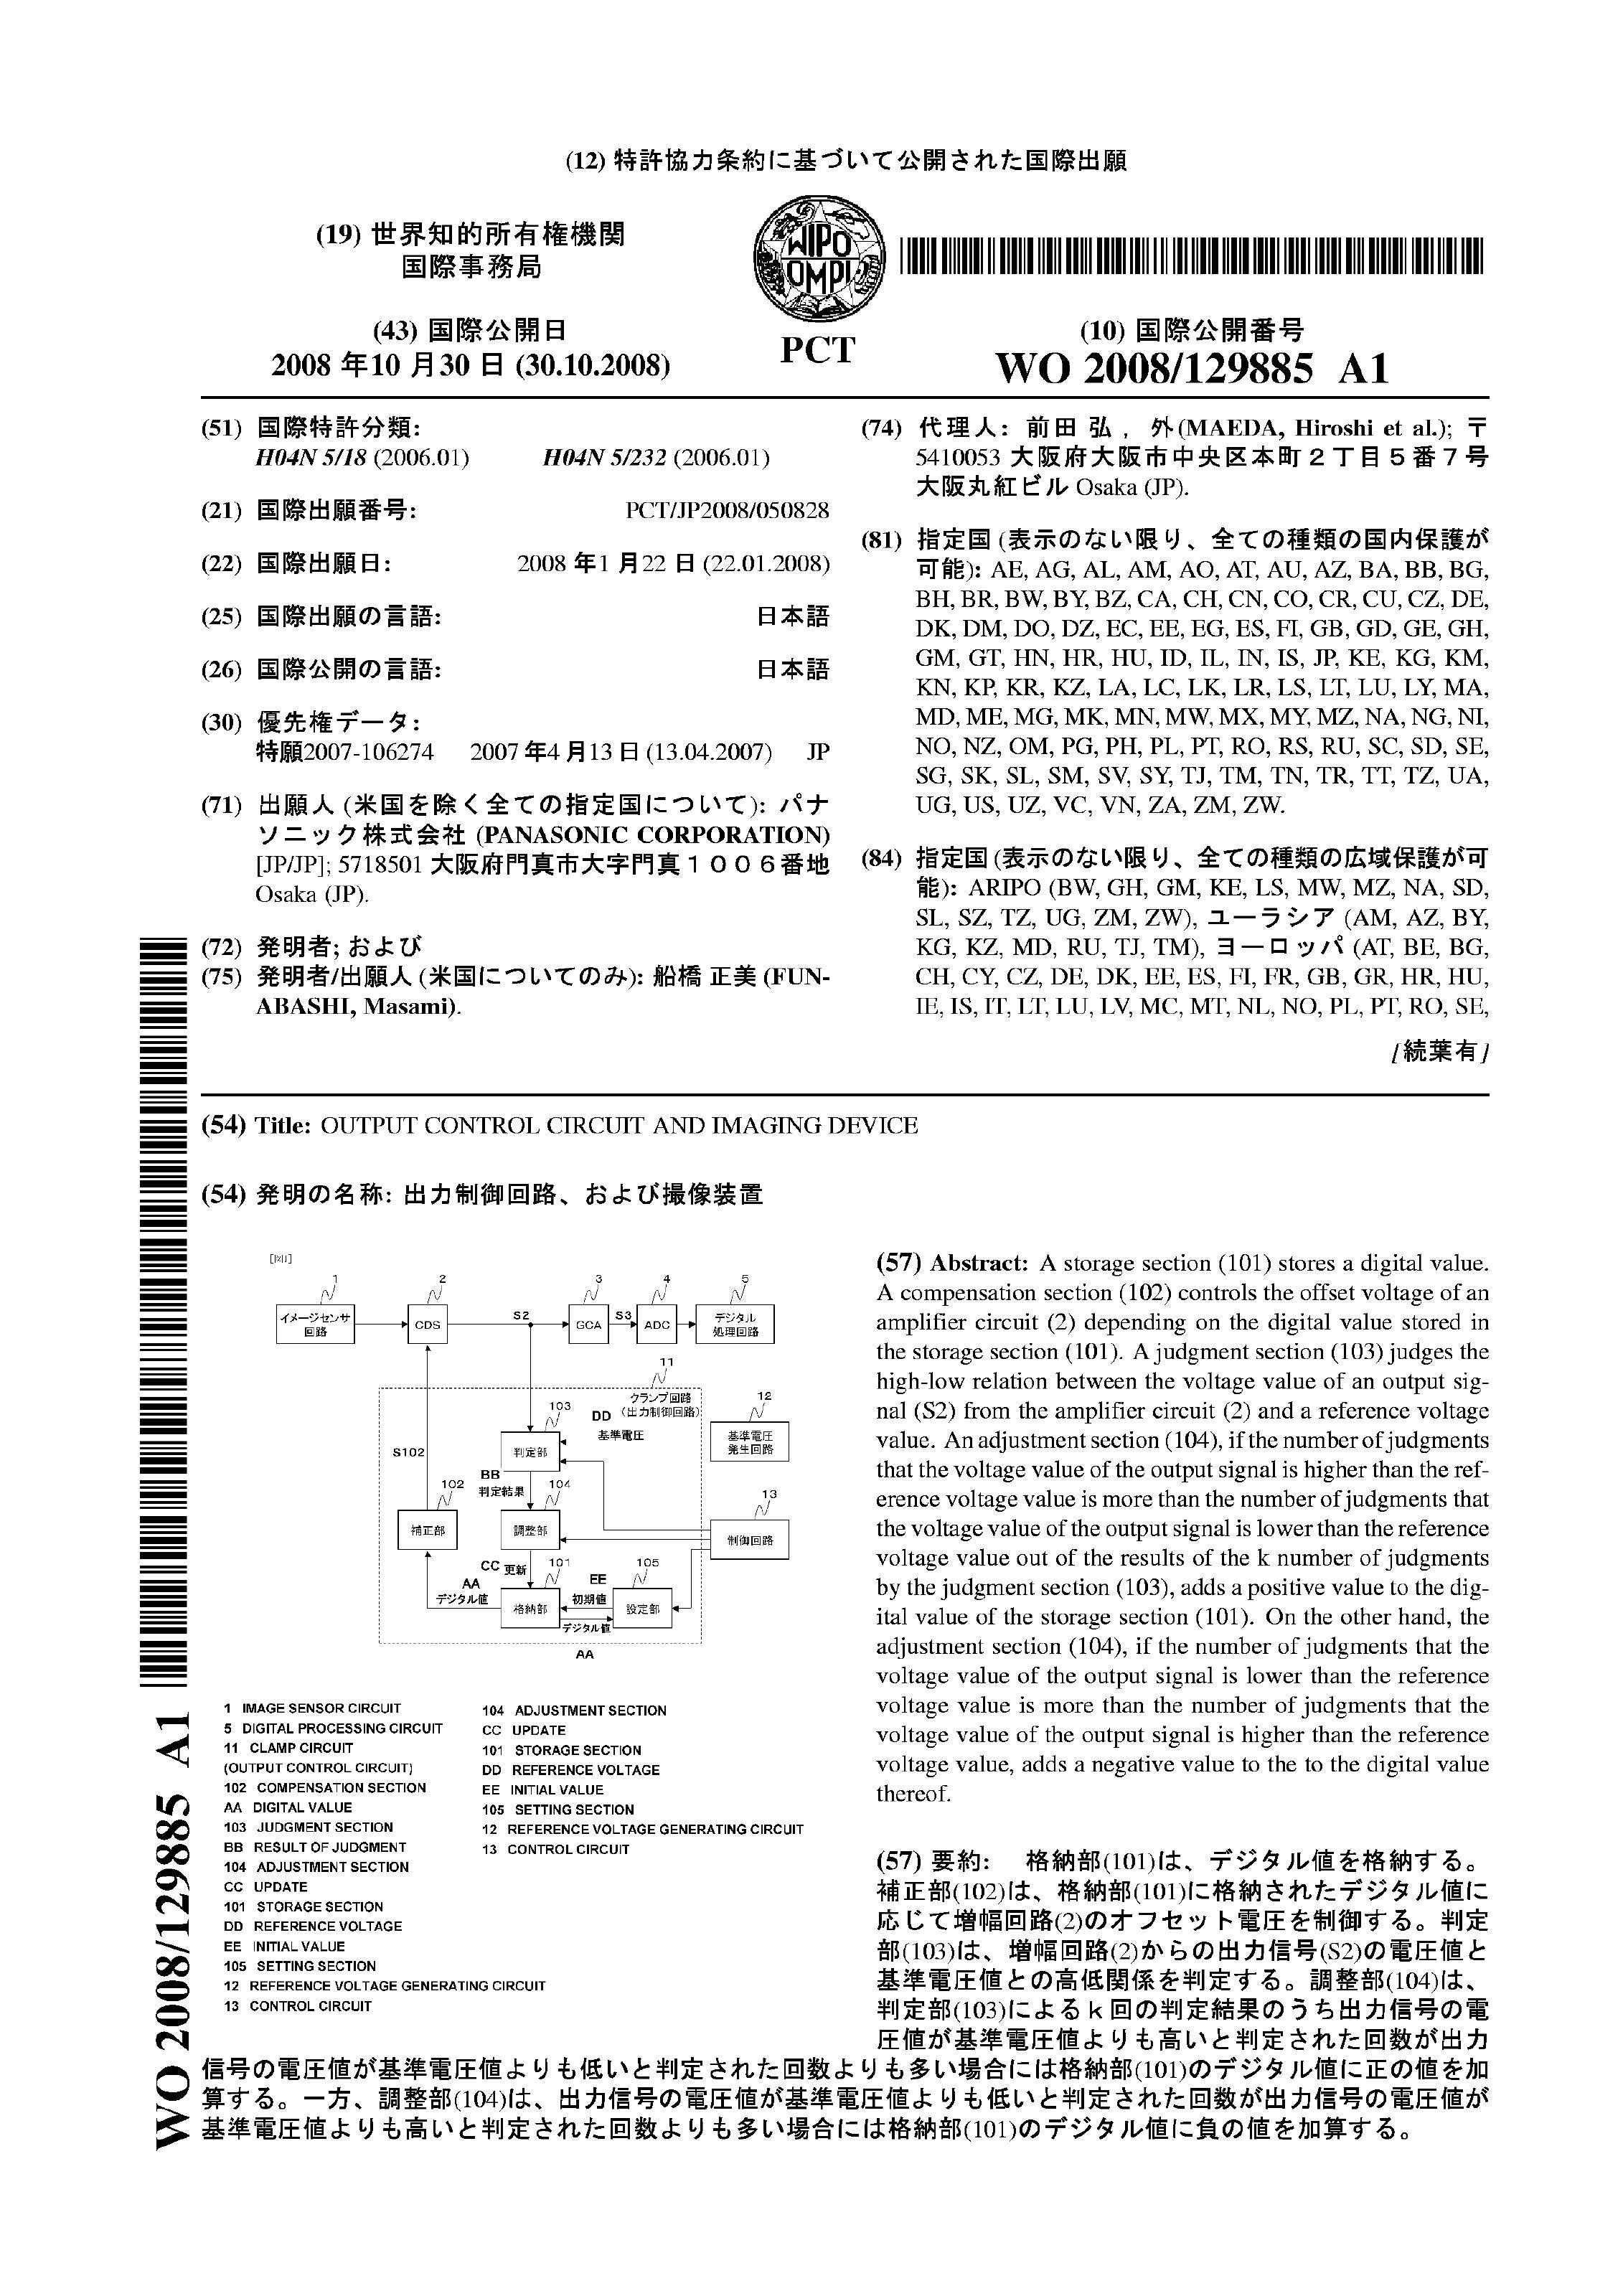 (12) 特許協力条約に基づいて公開された国際出願
(19) 世界知的所有権機関
国際事務局
WIPO
OMPI
PCT
(43) 国際公開日
2008 年10 月30 日 (30.10.2008)
(10) 国際公開番号
WO 2008/129885 A1
(51) 国際特許分類:
H04N 5/18 (2006.01) H04N 5/232 (2006.01)
(21) 国際出願番号: PCT/JP2008/050828
(22) 国際出願日: 2008 年1 月22 日 (22.01.2008)
(25) 国際出願の言語: 日本語
(26) 国際公開の言語: 日本語
(30) 優先権データ:
特願2007-106274 2007 年4 月13 日 (13.04.2007) JP
(71) 出願人 (米国を除く全ての指定国について): パナ
ソニック株式会社 (PANASONIC CORPORATION)
[JP/JP]; 5718501 大阪府門真市大字門真１００６番地
Osaka (JP).
(72) 発明者; および
(75) 発明者/出願人 (米国についてのみ): 船橋 正美 (FUN-
ABASHI, Masami).
(74) 代理人: 前田 弘, 外(MAEDA, Hiroshi et al.); 〒
5410053 大阪府大阪市中央区本町２丁目５番７号
大阪丸紅ビル Osaka (JP).
(81) 指定国 (表示のない限り、全ての種類の国内保護が
可能): AE, AG, AL, AM, AO, AT, AU, AZ, BA, BB, BG,
BH, BR, BW, BY, BZ, CA, CH, CN, CO, CR, CU, CZ, DE,
DK, DM, DO, DZ, EC, EE, EG, ES, FI, GB, GD, GE, GH,
GM, GT, HN, HR, HU, ID, IL, IN, IS, JP, KE, KG, KM,
KN, KP, KR, KZ, LA, LC, LK, LR, LS, LT, LU, LY, MA,
MD, ME, MG, MK, MN, MW, MX, MY, MZ, NA, NG, NI,
NO, NZ, OM, PG, PH, PL, PT, RO, RS, RU, SC, SD, SE,
SG, SK, SL, SM, SV, SY, TJ, TM, TN, TR, TT, TZ, UA,
UG, US, UZ, VC, VN, ZA, ZM, ZW.
(84) 指定国 (表示のない限り、全ての種類の広域保護が可
能): ARIPO (BW, GH, GM, KE, LS, MW, MZ, NA, SD,
SL, SZ, TZ, UG, ZM, ZW), ユーラシア (AM, AZ, BY,
KG, KZ, MD, RU, TJ, TM), ヨーロッパ (AT, BE, BG,
CH, CY, CZ, DE, DK, EE, ES, FI, FR, GB, GR, HR, HU,
IE, IS, IT, LT, LU, LV, MC, MT, NL, NO, PL, PT, RO, SE,
[続葉有]
(54) Title: OUTPUT CONTROL CIRCUIT AND IMAGING DEVICE
(54) 発明の名称: 出力制御回路、および撮像装置
[図1]
1 2 3 4 5
イメージセンサ
回路
CDS
S2
GCA
S3
ADC
デジタル
処理回路
11
クランプ回路
(出力制御回路)
12
基準電圧
発生回路
103
DD
基準電圧
判定部
S102
BB
判定結果
102
104
13
補正部
調整部
制御回路
CC 更新
101
105
AA
デジタル値
EE
初期値
格納部
設定部
デジタル値
AA
1 IMAGE SENSOR CIRCUIT
5 DIGITAL PROCESSING CIRCUIT
11 CLAMP CIRCUIT
(OUTPUT CONTROL CIRCUIT)
102 COMPENSATION SECTION
AA DIGITAL VALUE
103 JUDGMENT SECTION
BB RESULT OF JUDGMENT
104 ADJUSTMENT SECTION
CC UPDATE
101 STORAGE SECTION
DD REFERENCE VOLTAGE
EE INITIAL VALUE
105 SETTING SECTION
12 REFERENCE VOLTAGE GENERATING CIRCUIT
13 CONTROL CIRCUIT
104 ADJUSTMENT SECTION
CC UPDATE
101 STORAGE SECTION
DD REFERENCE VOLTAGE
EE INITIAL VALUE
105 SETTING SECTION
12 REFERENCE VOLTAGE GENERATING CIRCUIT
13 CONTROL CIRCUIT
(57) Abstract: A storage section (101) stores a digital value.
A compensation section (102) controls the offset voltage of an
amplifier circuit (2) depending on the digital value stored in
the storage section (101). A judgment section (103) judges the
high-low relation between the voltage value of an output sig-
nal (S2) from the amplifier circuit (2) and a reference voltage
value. An adjustment section (104), if the number of judgments
that the voltage value of the output signal is higher than the ref-
erence voltage value is more than the number of judgments that
the voltage value of the output signal is lower than the reference
voltage value out of the results of the k number of judgments
by the judgment section (103), adds a positive value to the dig-
ital value of the storage section (101). On the other hand, the
adjustment section (104), if the number of judgments that the
voltage value of the output signal is lower than the reference
voltage value is more than the number of judgments that the
voltage value of the output signal is higher than the reference
voltage value, adds a negative value to the to the digital value
thereof.
(57) 要約: 格納部(101)は、デジタル値を格納する。
補正部(102)は、格納部(101)に格納されたデジタル値に
応じて増幅回路(2)のオフセット電圧を制御する。判定
部(103)は、増幅回路(2)からの出力信号(S2)の電圧値と
基準電圧値との高低関係を判定する。調整部(104)は、
判定部(103)によるｋ回の判定結果のうち出力信号の電
圧値が基準電圧値よりも高いと判定された回数が出力
信号の電圧値が基準電圧値よりも低いと判定された回数よりも多い場合には格納部(101)のデジタル値に正の値を加
算する。一方、調整部(104)は、出力信号の電圧値が基準電圧値よりも低いと判定された回数が出力信号の電圧値が
基準電圧値よりも高いと判定された回数よりも多い場合には格納部(101)のデジタル値に負の値を加算する。
WO 2008/129885 A1